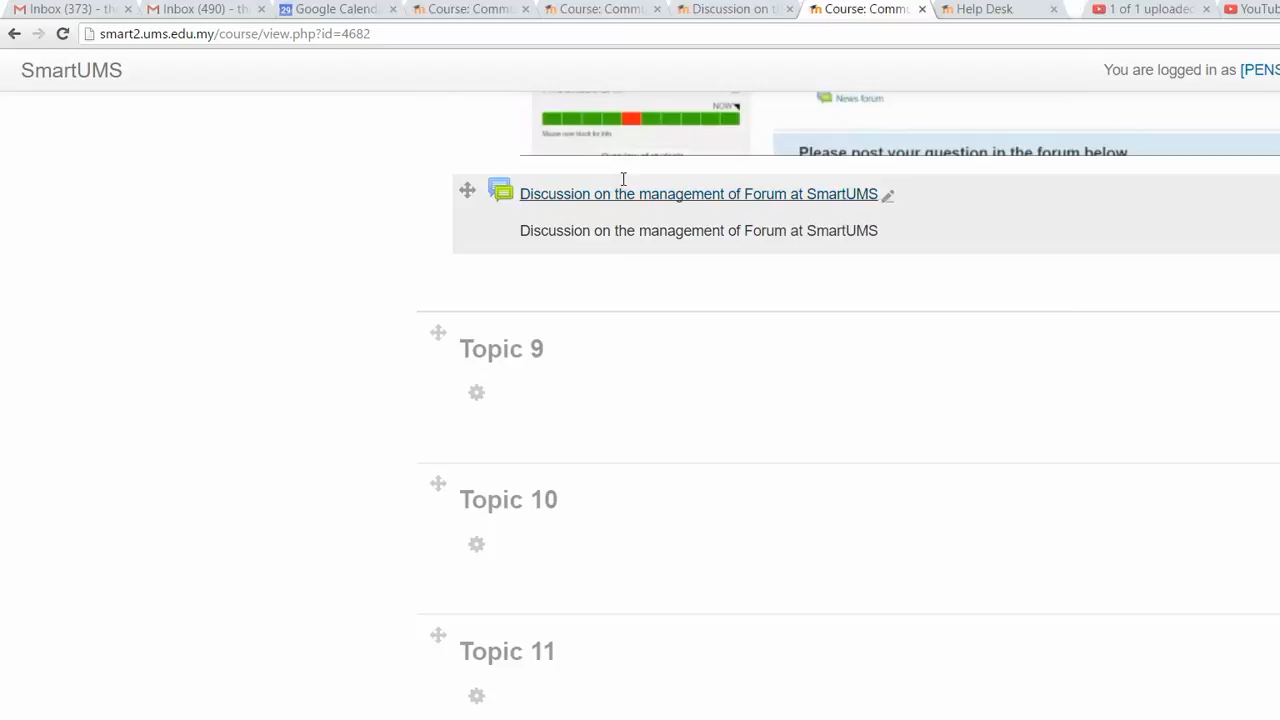 Inbox (373) - th
Inbox (490) - th
Google Calend
Course: Comm
Course: Comm
Discussion on t
Course: Comm
Help Desk
1 of 1 uploade
YouTu
smart2.ums.edu.my/course/view.php?id=4682
SmartUMS
You are logged in as [PENS
News forum
NOW
Please post your question in the forum below
Discussion on the management of Forum at SmartUMS
Discussion on the management of Forum at SmartUMS
Topic 9
Topic 10
Topic 11